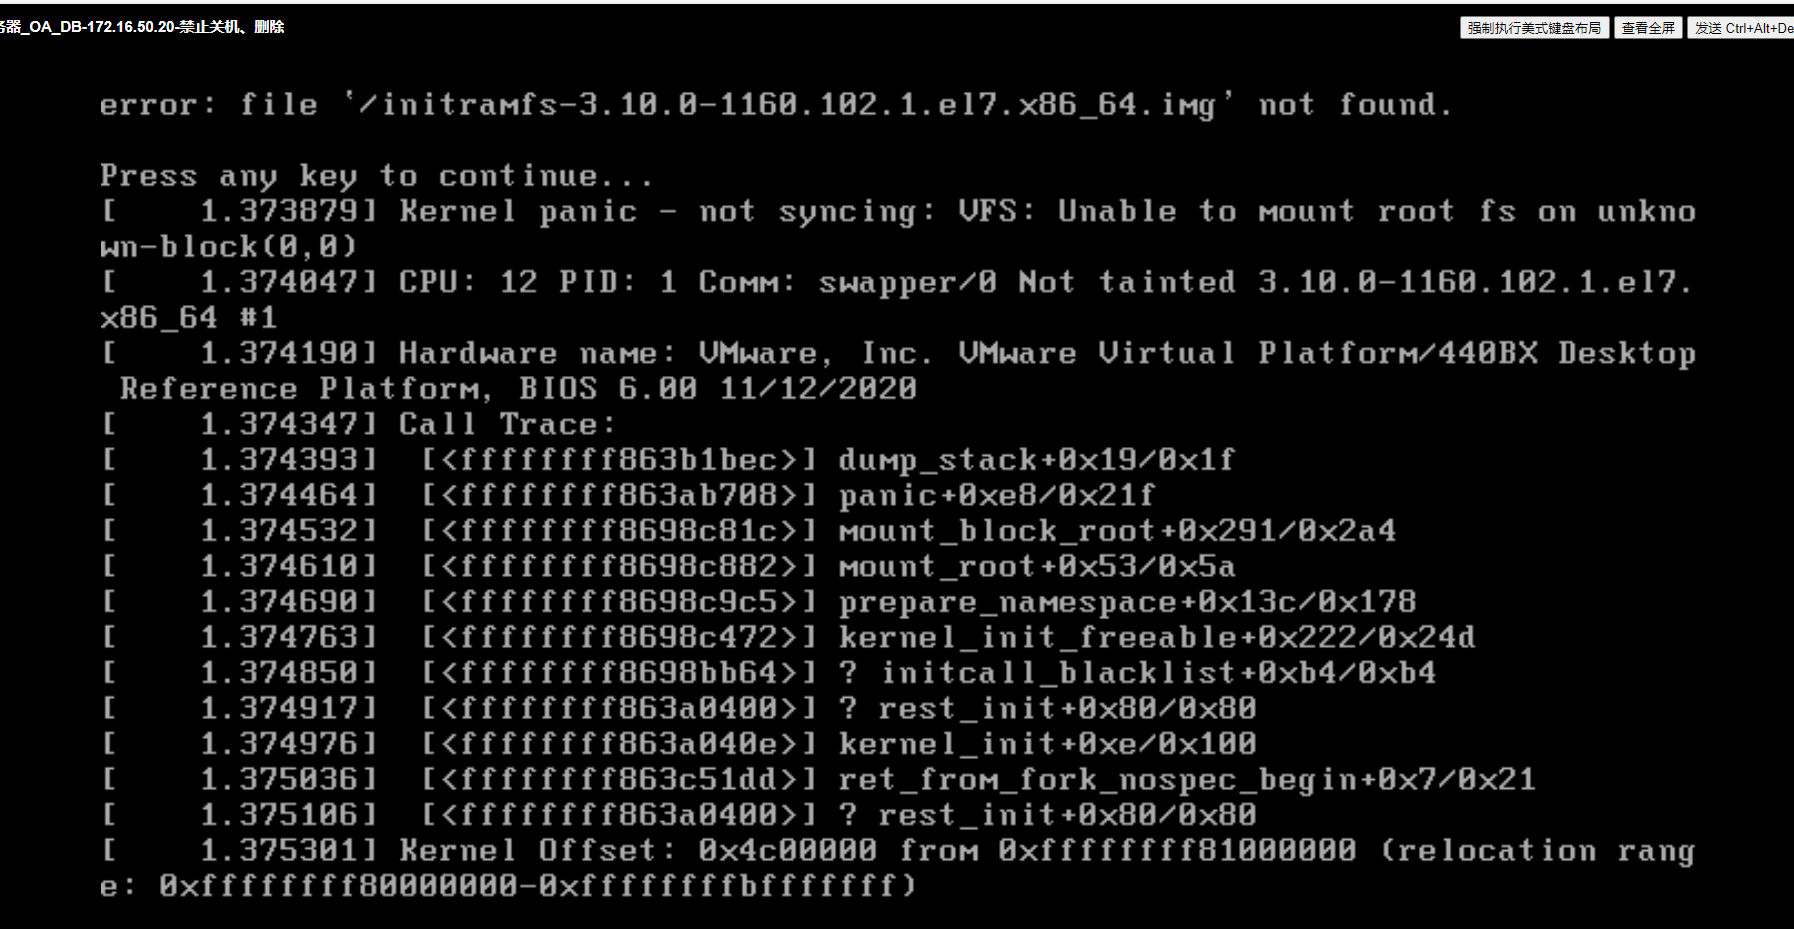 务器_OA_DB-172.16.50.20-禁止关机、删除
强制执行美式键盘布局 查看全屏 发送 Ctrl+Alt+De
error: file '/initramfs-3.10.0-1160.102.1.el7.x86_64.img' not found.
Press any key to continue...
[    1.373879] Kernel panic - not syncing: VFS: Unable to mount root fs on unkno
wn-block(0,0)
[    1.374047] CPU: 12 PID: 1 Comm: swapper/0 Not tainted 3.10.0-1160.102.1.el7.
x86_64 #1
[    1.374190] Hardware name: VMware, Inc. VMware Virtual Platform/440BX Desktop
Reference Platform, BIOS 6.00 11/12/2020
[    1.374347] Call Trace:
[    1.374393]  [<ffffffff863b1bec>] dump_stack+0x19/0x1f
[    1.374464]  [<ffffffff863ab708>] panic+0xe8/0x21f
[    1.374532]  [<ffffffff8698c81c>] mount_block_root+0x291/0x2a4
[    1.374610]  [<ffffffff8698c882>] mount_root+0x53/0x5a
[    1.374690]  [<ffffffff8698c9c5>] prepare_namespace+0x13c/0x178
[    1.374763]  [<ffffffff8698c472>] kernel_init_freeable+0x222/0x24d
[    1.374850]  [<ffffffff8698bb64>] ? initcall_blacklist+0xb4/0xb4
[    1.374917]  [<ffffffff863a0400>] ? rest_init+0x80/0x80
[    1.374976]  [<ffffffff863a040e>] kernel_init+0xe/0x100
[    1.375036]  [<ffffffff863c51dd>] ret_from_fork_nospec_begin+0x7/0x21
[    1.375106]  [<ffffffff863a0400>] ? rest_init+0x80/0x80
[    1.375301] Kernel Offset: 0x4c00000 from 0xffffffff81000000 (relocation rang
e: 0xffffffff80000000-0xffffffffbfffffff)